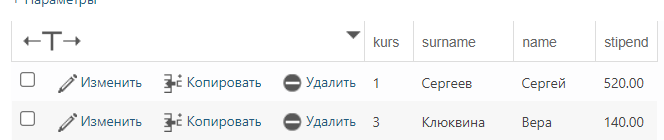 + Параметры
←T→ kurs surname name stipend
Изменить Копировать Удалить 1 Сергеев Сергей 520.00
Изменить Копировать Удалить 3 Клюквина Вера 140.00